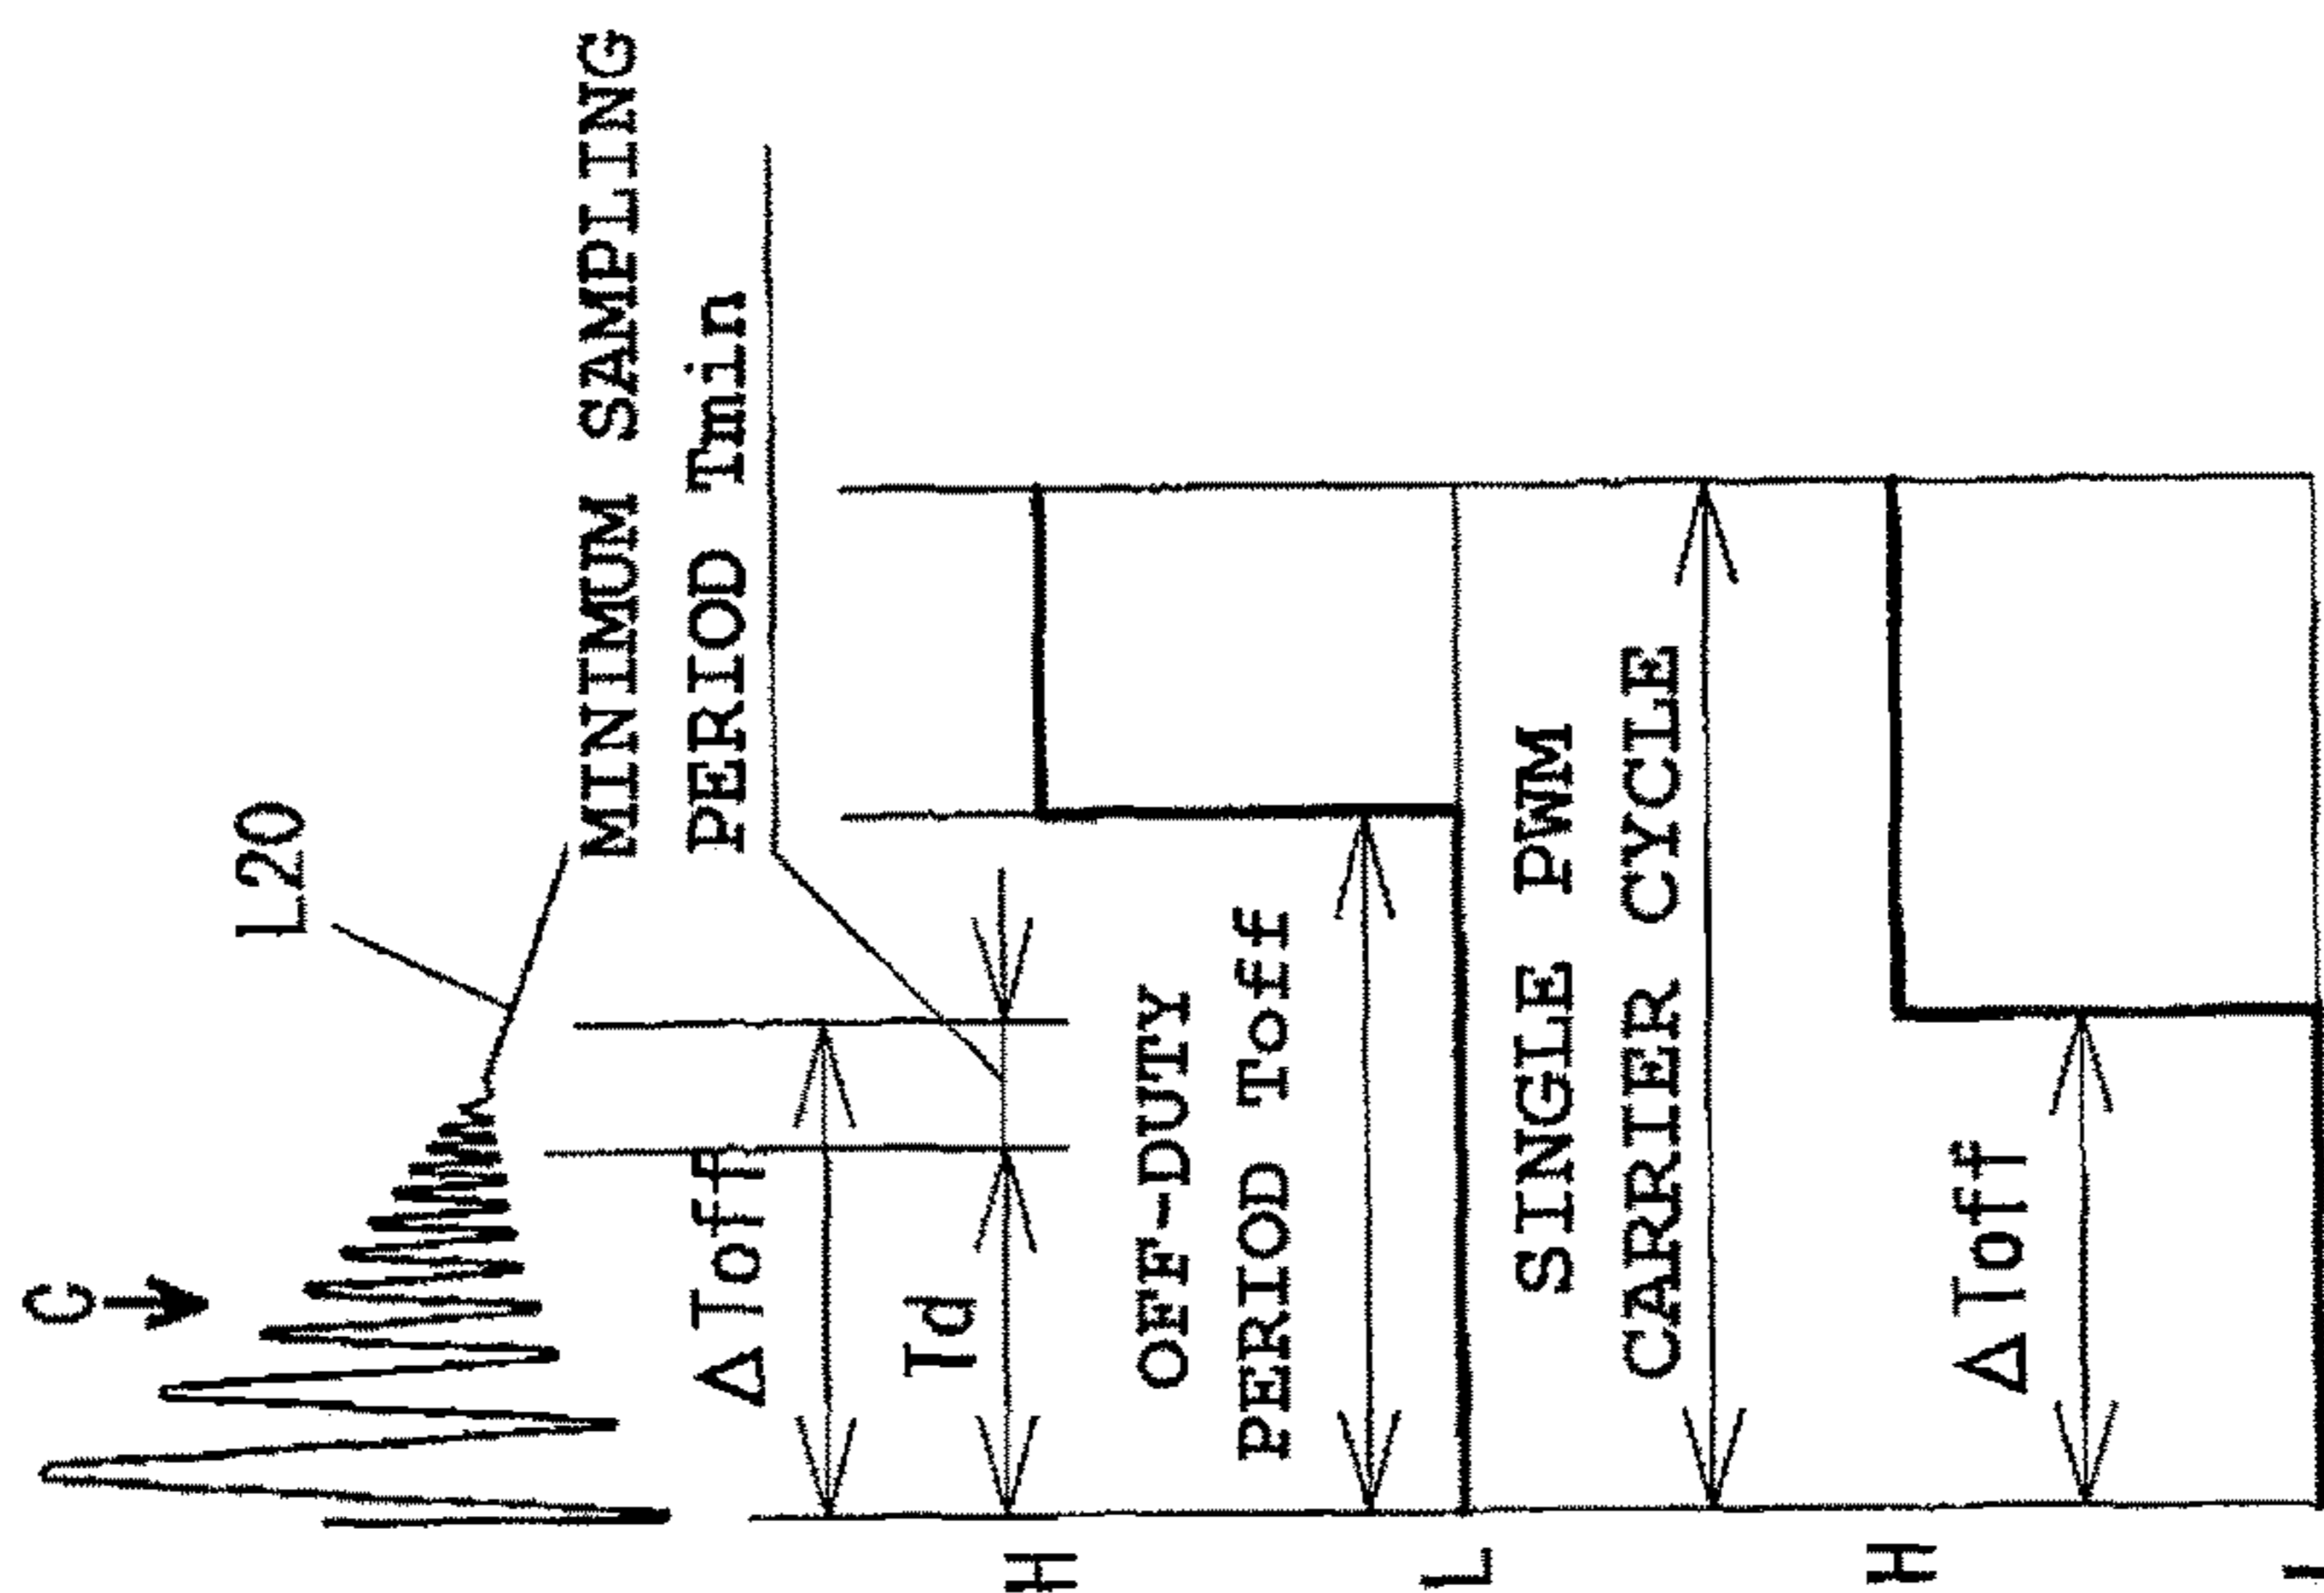 C
L20
MINIMUM SAMPLING
PERIOD Tmin
ΔToff
Td
H
OFF-DUTY
PERIOD Toff
L
SINGLE PWM
CARRIER CYCLE
H
ΔToff